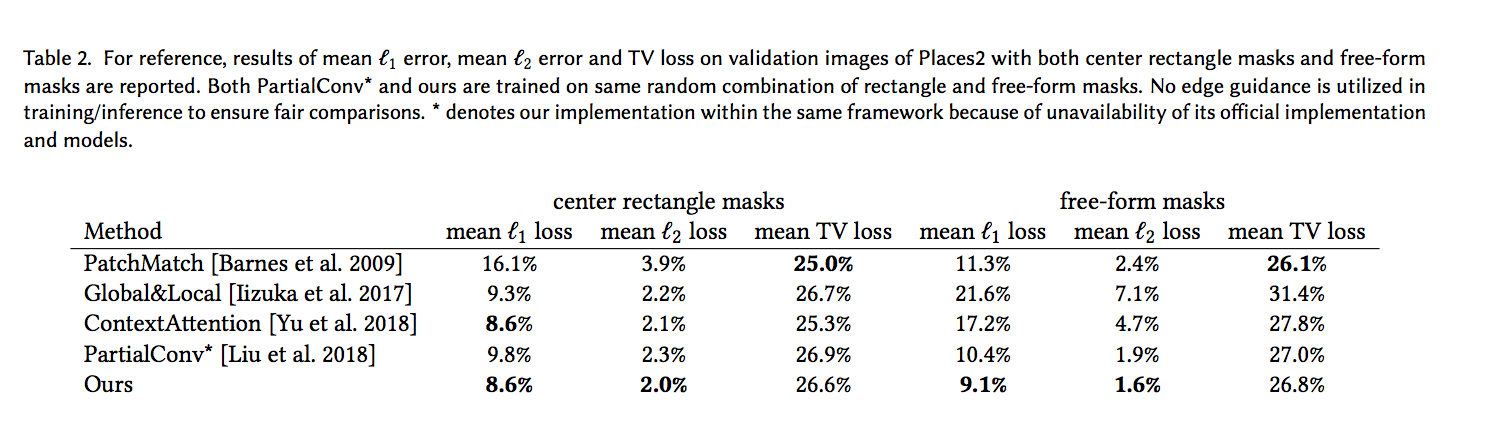 Table 2. For reference, results of mean ℓ1 error, mean ℓ2 error and TV loss on validation images of Places2 with both center rectangle masks and free-form
masks are reported. Both PartialConv* and ours are trained on same random combination of rectangle and free-form masks. No edge guidance is utilized in
training/inference to ensure fair comparisons. * denotes our implementation within the same framework because of unavailability of its official implementation
and models.
center rectangle masks free-form masks
Method mean ℓ1 loss mean ℓ2 loss mean TV loss mean ℓ1 loss mean ℓ2 loss mean TV loss
PatchMatch [Barnes et al. 2009] 16.1% 3.9% 25.0% 11.3% 2.4% 26.1%
Global&Local [Iizuka et al. 2017] 9.3% 2.2% 26.7% 21.6% 7.1% 31.4%
ContextAttention [Yu et al. 2018] 8.6% 2.1% 25.3% 17.2% 4.7% 27.8%
PartialConv* [Liu et al. 2018] 9.8% 2.3% 26.9% 10.4% 1.9% 27.0%
Ours 8.6% 2.0% 26.6% 9.1% 1.6% 26.8%